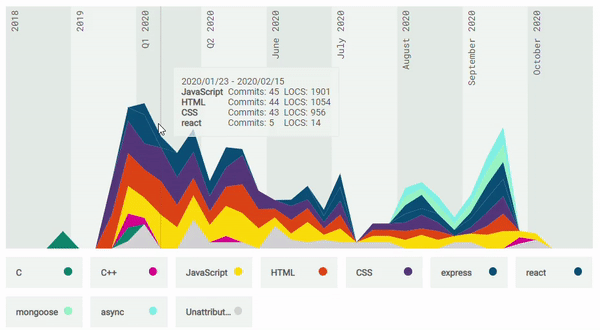 2018
2019
Q1 2020
Q2 2020
June 2020
July 2020
August 2020
September 2020
October 2020
2020/01/23 - 2020/02/15
JavaScript Commits: 45 LOCS: 1901
HTML Commits: 44 LOCS: 1054
CSS Commits: 43 LOCS: 956
react Commits: 5 LOCS: 14
C C++ JavaScript HTML CSS express react
mongoose async Unattribut...